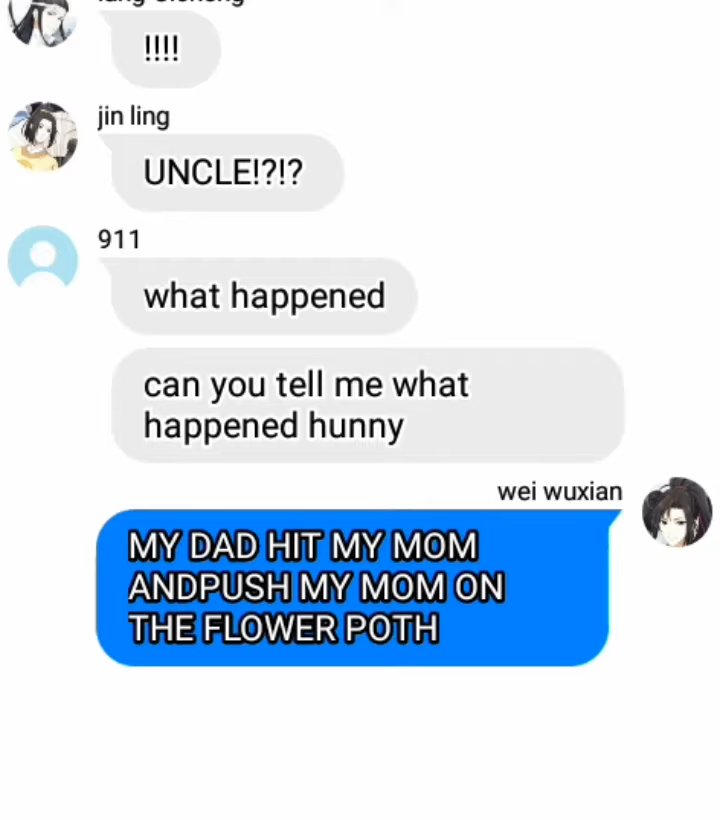 !!!!
jin ling
UNCLE!?!?
911
what happened
can you tell me what
happened hunny
wei wuxian
MY DAD HIT MY MOM
ANDPUSH MY MOM ON
THE FLOWER POTH